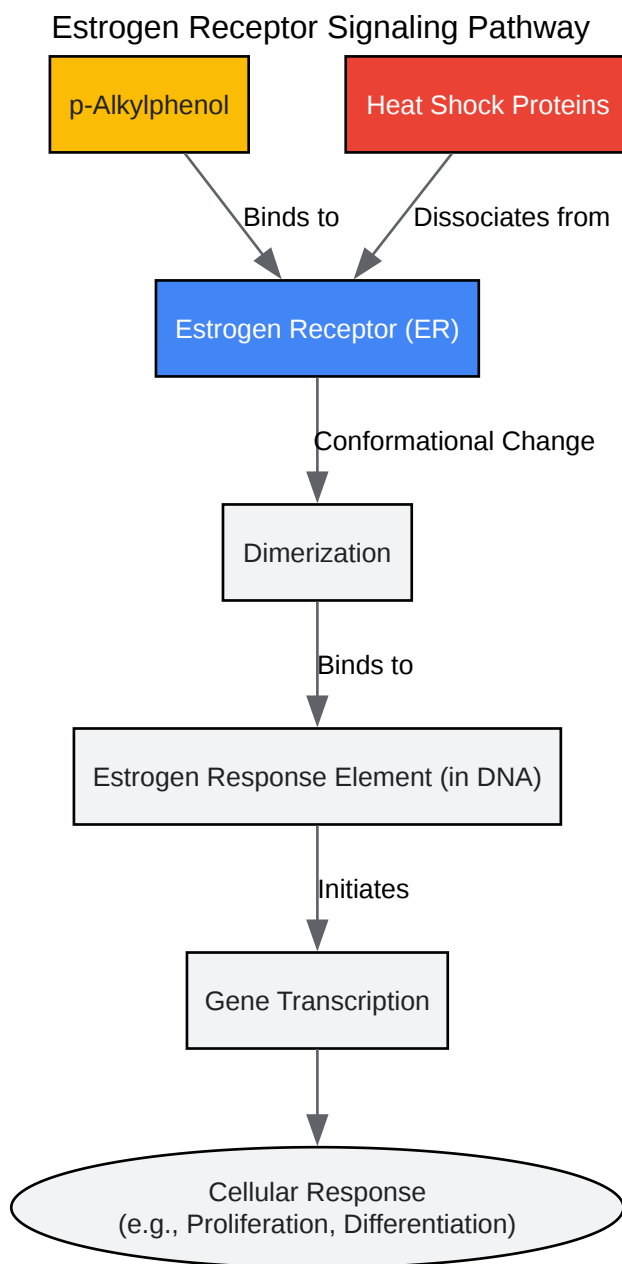 Estrogen Receptor Signaling Pathway
p-Alkylphenol
Heat Shock Proteins
Binds to
Dissociates from
Estrogen Receptor (ER)
Conformational Change
Dimerization
Binds to
Estrogen Response Element (in DNA)
Initiates
Gene Transcription
Cellular Response
(e.g., Proliferation, Differentiation)